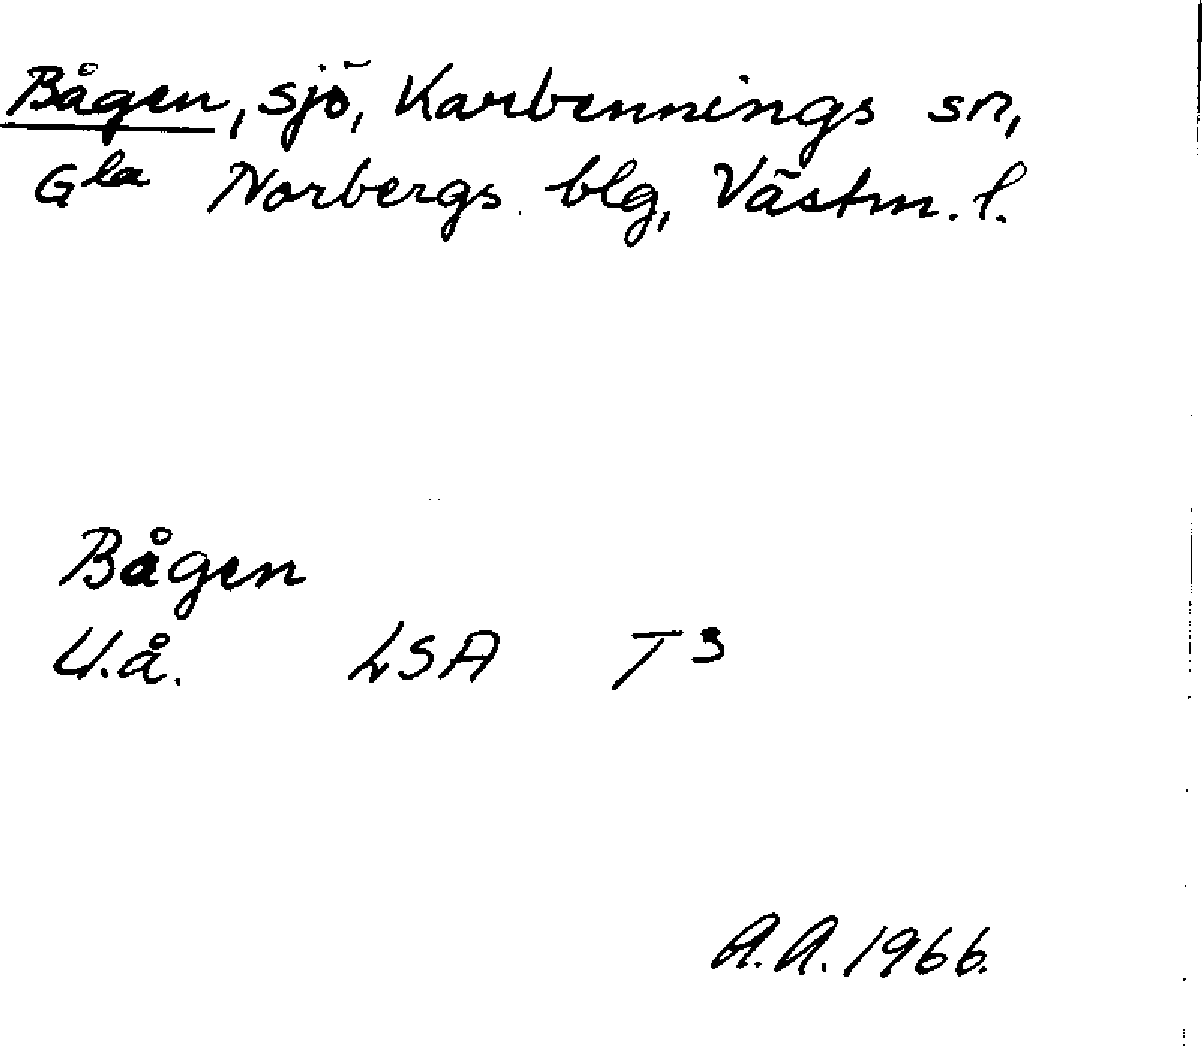 Bågen, sjö, Karbennings sn,
Gla Norbergs blg, Västm. l.
Bågen
U.å. LSA T3
A.A. 1966.